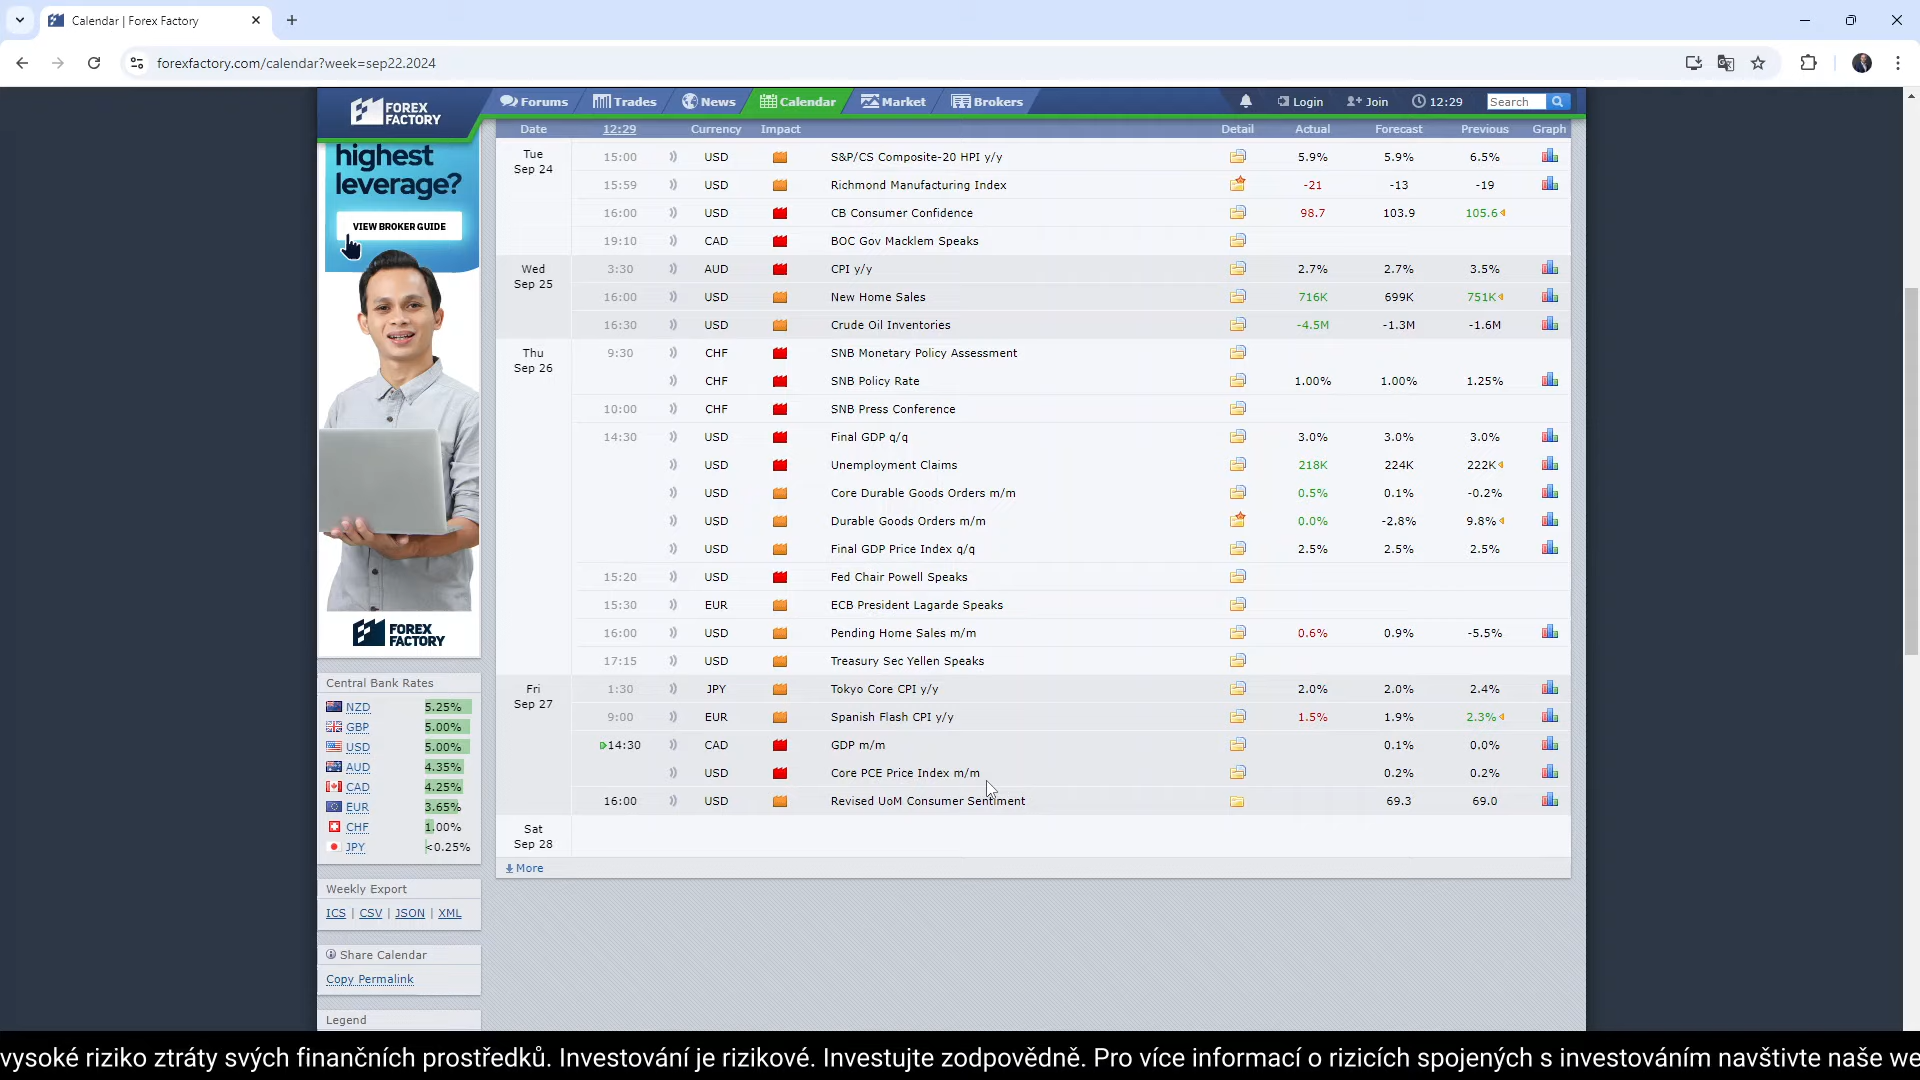 Calendar | Forex Factory
forexfactory.com/calendar?week=sep22.2024
FOREX FACTORY
Forums Trades News Calendar Market Brokers Login Join 12:29 Search
Date 12:29 Currency Impact Detail Actual Forecast Previous Graph
Tue Sep 24 15:00 USD S&P/CS Composite-20 HPI y/y 5.9% 5.9% 6.5%
15:59 USD Richmond Manufacturing Index -21 -13 -19
16:00 USD CB Consumer Confidence 98.7 103.9 105.6
19:10 CAD BOC Gov Macklem Speaks
Wed Sep 25 3:30 AUD CPI y/y 2.7% 2.7% 3.5%
16:00 USD New Home Sales 716K 699K 751K
16:30 USD Crude Oil Inventories -4.5M -1.3M -1.6M
Thu Sep 26 9:30 CHF SNB Monetary Policy Assessment
CHF SNB Policy Rate 1.00% 1.00% 1.25%
10:00 CHF SNB Press Conference
14:30 USD Final GDP q/q 3.0% 3.0% 3.0%
USD Unemployment Claims 218K 224K 222K
USD Core Durable Goods Orders m/m 0.5% 0.1% -0.2%
USD Durable Goods Orders m/m 0.0% -2.8% 9.8%
USD Final GDP Price Index q/q 2.5% 2.5% 2.5%
15:20 USD Fed Chair Powell Speaks
15:30 EUR ECB President Lagarde Speaks
16:00 USD Pending Home Sales m/m 0.6% 0.9% -5.5%
17:15 USD Treasury Sec Yellen Speaks
Fri Sep 27 1:30 JPY Tokyo Core CPI y/y 2.0% 2.0% 2.4%
9:00 EUR Spanish Flash CPI y/y 1.5% 1.9% 2.3%
14:30 CAD GDP m/m 0.1% 0.0%
USD Core PCE Price Index m/m 0.2% 0.2%
16:00 USD Revised UoM Consumer Sentiment 69.3 69.0
Sat Sep 28
More
highest
leverage?
VIEW BROKER GUIDE
FOREX FACTORY
Central Bank Rates
NZD 5.25%
GBP 5.00%
USD 5.00%
AUD 4.35%
CAD 4.25%
EUR 3.65%
CHF 1.00%
JPY <0.25%
Weekly Export
ICS | CSV | JSON | XML
Share Calendar
Copy Permalink
Legend
vysoké riziko ztráty svých finančních prostředků. Investování je rizikové. Investujte zodpovědně. Pro více informací o rizicích spojených s investováním navštivte naše we